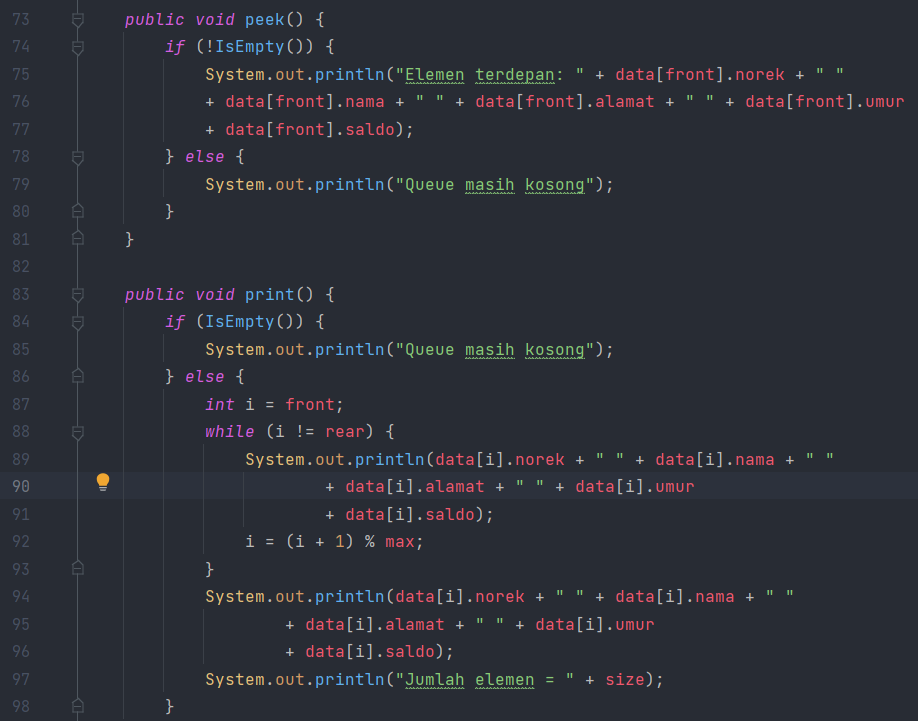 73 public void peek() {
74 if (!IsEmpty()) {
75 System.out.println("Elemen terdepan: " + data[front].norek + " "
76 + data[front].nama + " " + data[front].alamat + " " + data[front].umur
77 + data[front].saldo);
78 } else {
79 System.out.println("Queue masih kosong");
80 }
81 }
82
83 public void print() {
84 if (IsEmpty()) {
85 System.out.println("Queue masih kosong");
86 } else {
87 int i = front;
88 while (i != rear) {
89 System.out.println(data[i].norek + " " + data[i].nama + " "
90 + data[i].alamat + " " + data[i].umur
91 + data[i].saldo);
92 i = (i + 1) % max;
93 }
94 System.out.println(data[i].norek + " " + data[i].nama + " "
95 + data[i].alamat + " " + data[i].umur
96 + data[i].saldo);
97 System.out.println("Jumlah elemen = " + size);
98 }